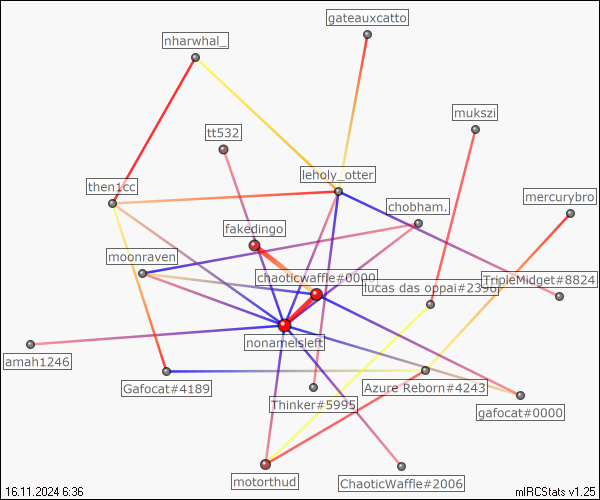 gateauxcatto
nharwhal_
mukszi
tt532
leholy_otter
then1cc
mercurybro
chobham.
fakedingo
moonraven
chaoticwaffle#0000
TripleMidget#8824
lucas das oppai#2396
nonameisleft
amah1246
Gafocat#4189
Azure Reborn#4243
Thinker#5995
gafocat#0000
motorthud
ChaoticWaffle#2006
16.11.2024 6:36
mIRCStats v1.25